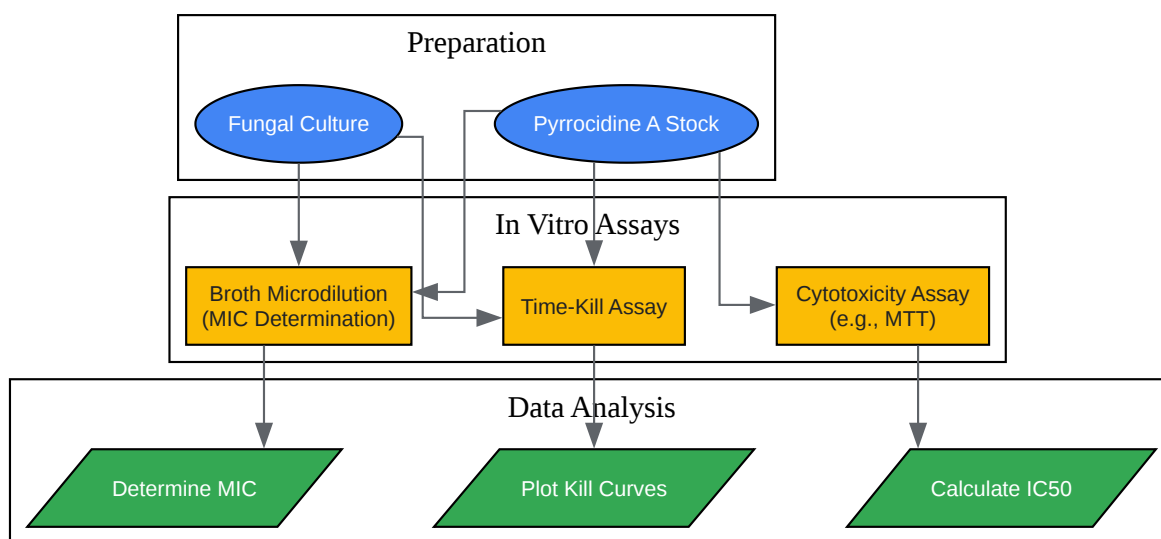 Preparation
Fungal Culture
Pyrrocidine A Stock
In Vitro Assays
Broth Microdilution
(MIC Determination)
Time-Kill Assay
Cytotoxicity Assay
(e.g., MTT)
Data Analysis
Determine MIC
Plot Kill Curves
Calculate IC50